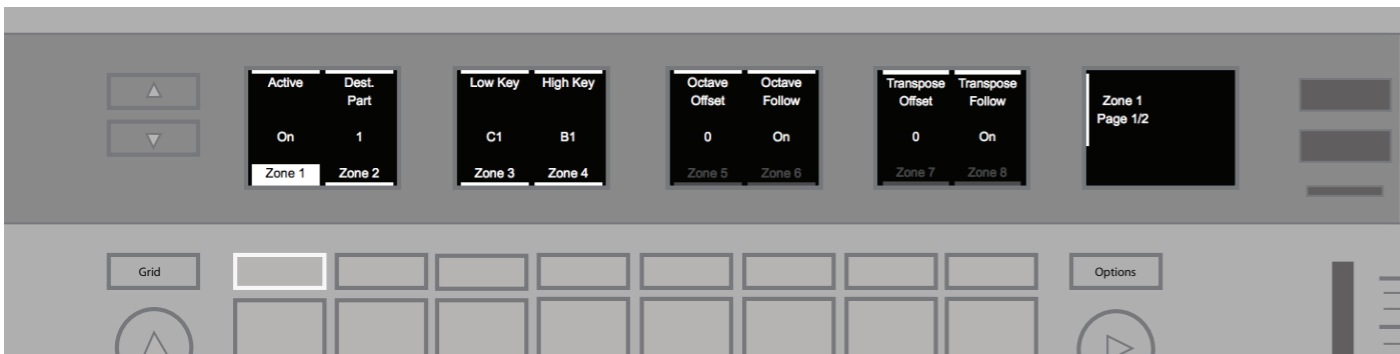 Active Dest. Part
On 1
Zone 1 Zone 2
Low Key High Key
C1 B1
Zone 3 Zone 4
Octave Offset Octave Follow
0 On
Zone 5 Zone 6
Transpose Offset Transpose Follow
0 On
Zone 7 Zone 8
Zone 1
Page 1/2
Grid
Options